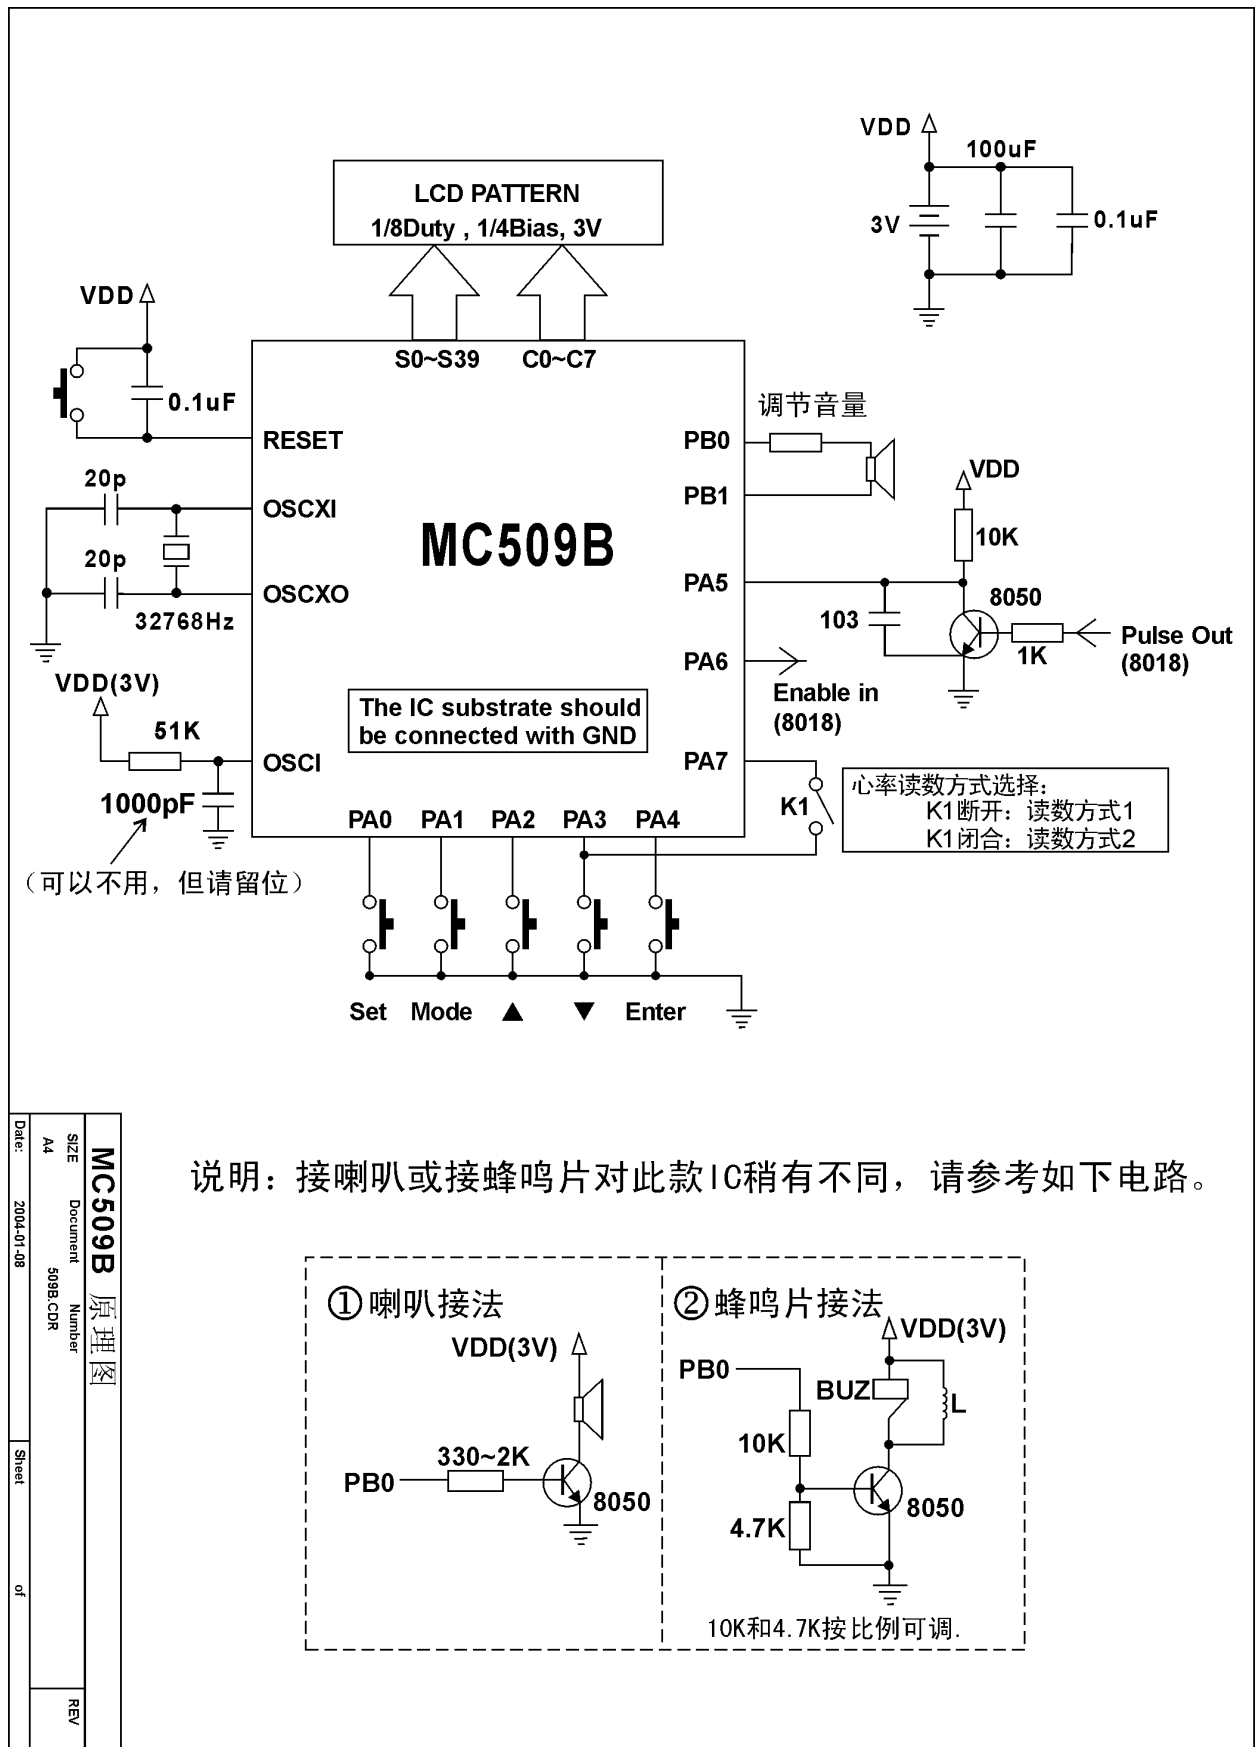 VDD
100uF
3V
0.1uF
LCD PATTERN
1/8Duty , 1/4Bias, 3V
VDD
0.1uF
S0~S39
C0~C7
RESET
20p
OSCXI
20p
OSCXO
32768Hz
VDD(3V)
51K
OSCI
1000pF
(可以不用，但请留位)
MC509B
The IC substrate should
be connected with GND
调节音量
PB0
PB1
VDD
10K
PA5
103
8050
1K
Pulse Out
(8018)
PA6
Enable in
(8018)
PA7
K1
心率读数方式选择：
K1断开：读数方式1
K1闭合：读数方式2
PA0 PA1 PA2 PA3 PA4
Set Mode ▲ ▼ Enter
说明：接喇叭或接蜂鸣片对此款IC稍有不同，请参考如下电路。
①喇叭接法
VDD(3V)
330~2K
PB0
8050
②蜂鸣片接法
VDD(3V)
PB0
BUZ
L
10K
4.7K
8050
10K和4.7K按比例可调.
MC509B 原理图
SIZE Document Number REV
A4 509B.CDR
Date: 2004-01-08 Sheet of